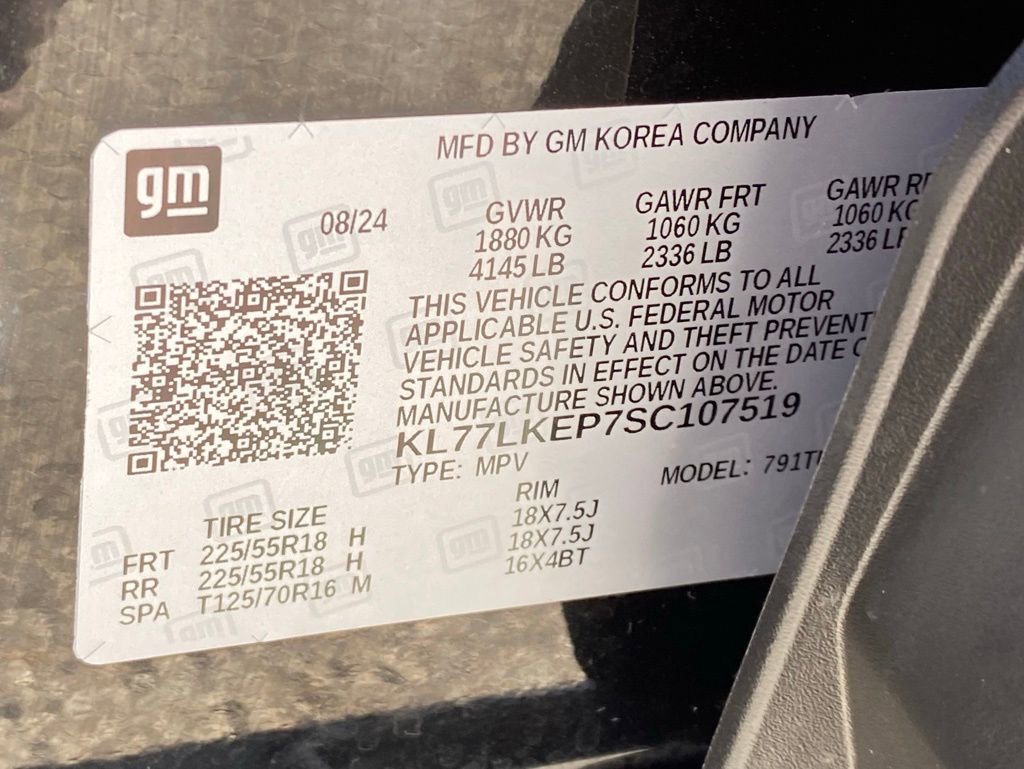 gm
MFD BY GM KOREA COMPANY
08/24
GVWR GAWR FRT GAWR
1880 KG 1060 KG 1060
4145 LB 2336 LB 2336
THIS VEHICLE CONFORMS TO ALL
APPLICABLE U.S. FEDERAL MOTOR
VEHICLE SAFETY AND THEFT PREVENT
STANDARDS IN EFFECT ON THE DATE
MANUFACTURE SHOWN ABOVE.
KL77LKEP7SC107519
TYPE: MPV MODEL:
TIRE SIZE RIM
FRT 225/55R18 H 18X7.5J
RR 225/55R18 H 18X7.5J
SPA T125/70R16 M 16X4BT